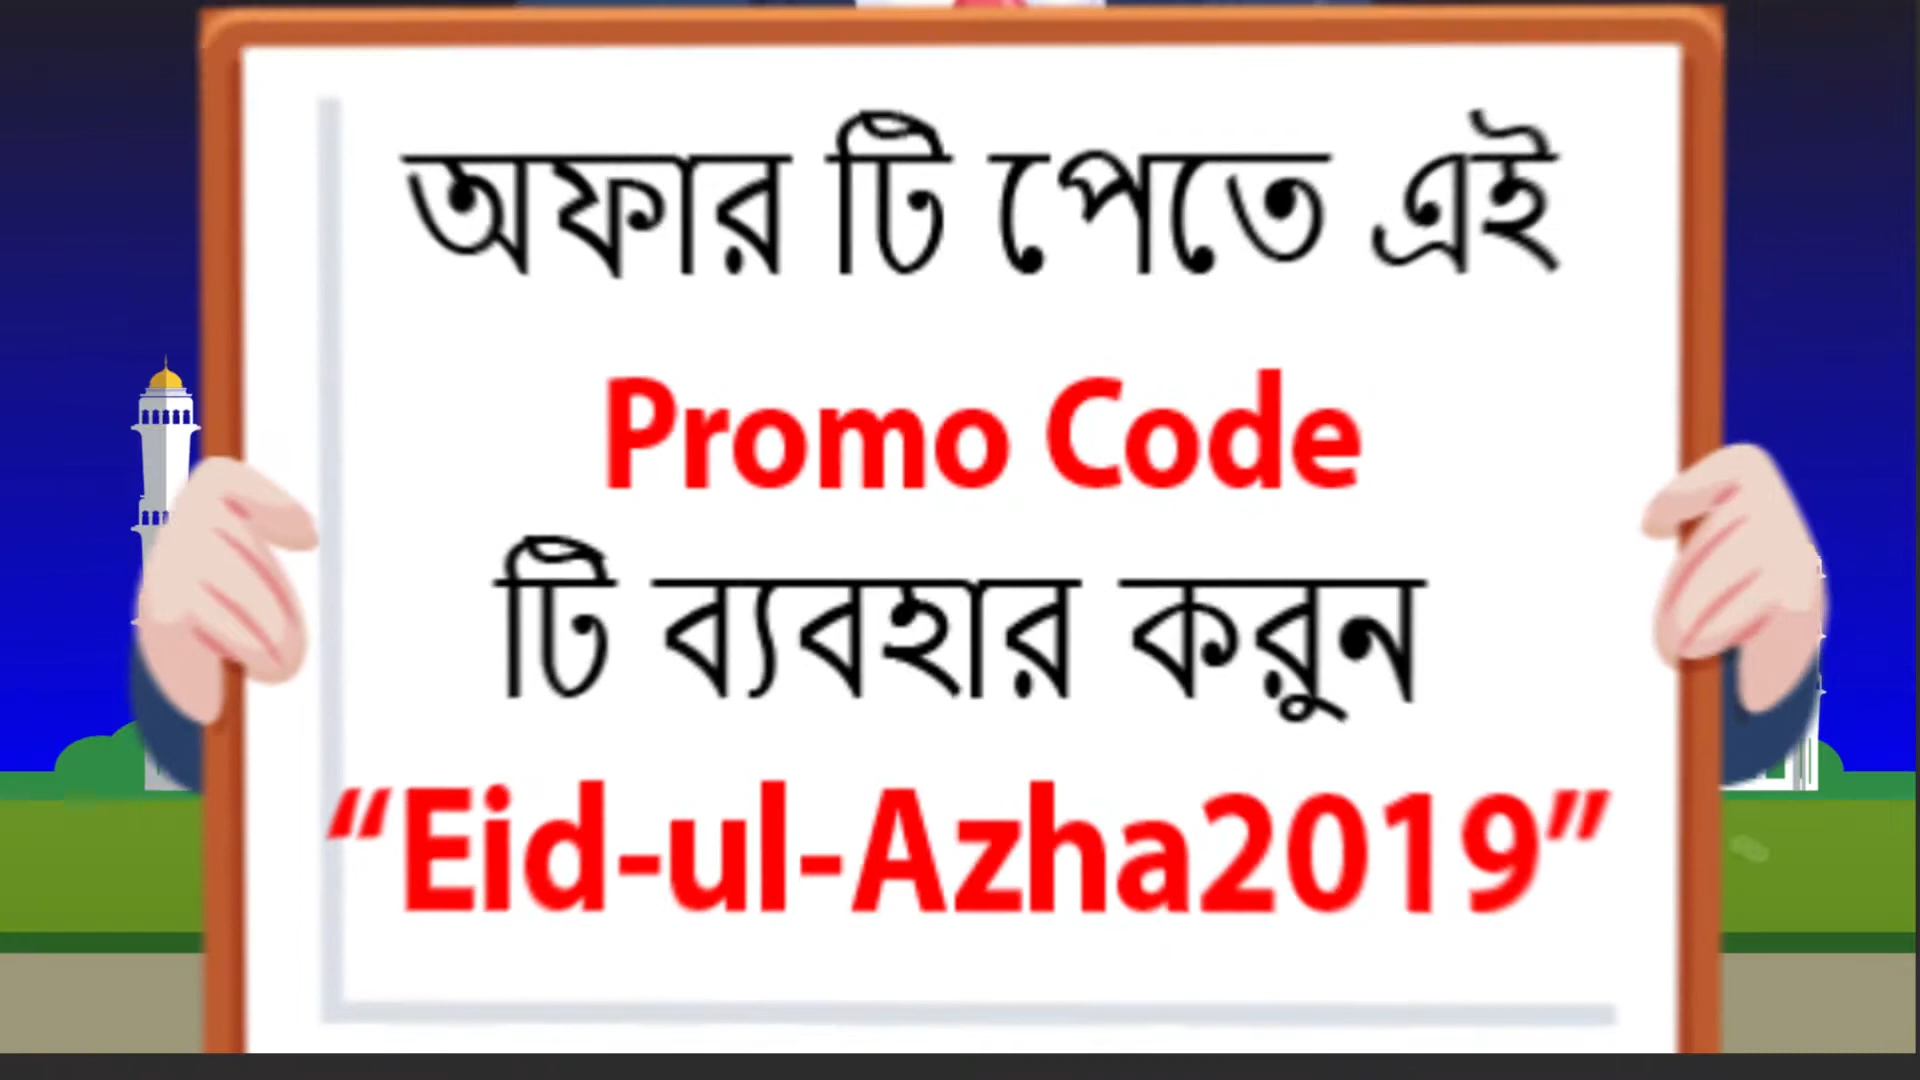 অফার টি পেতে এই
Promo Code
টি ব্যবহার করুন
“Eid-ul-Azha2019”